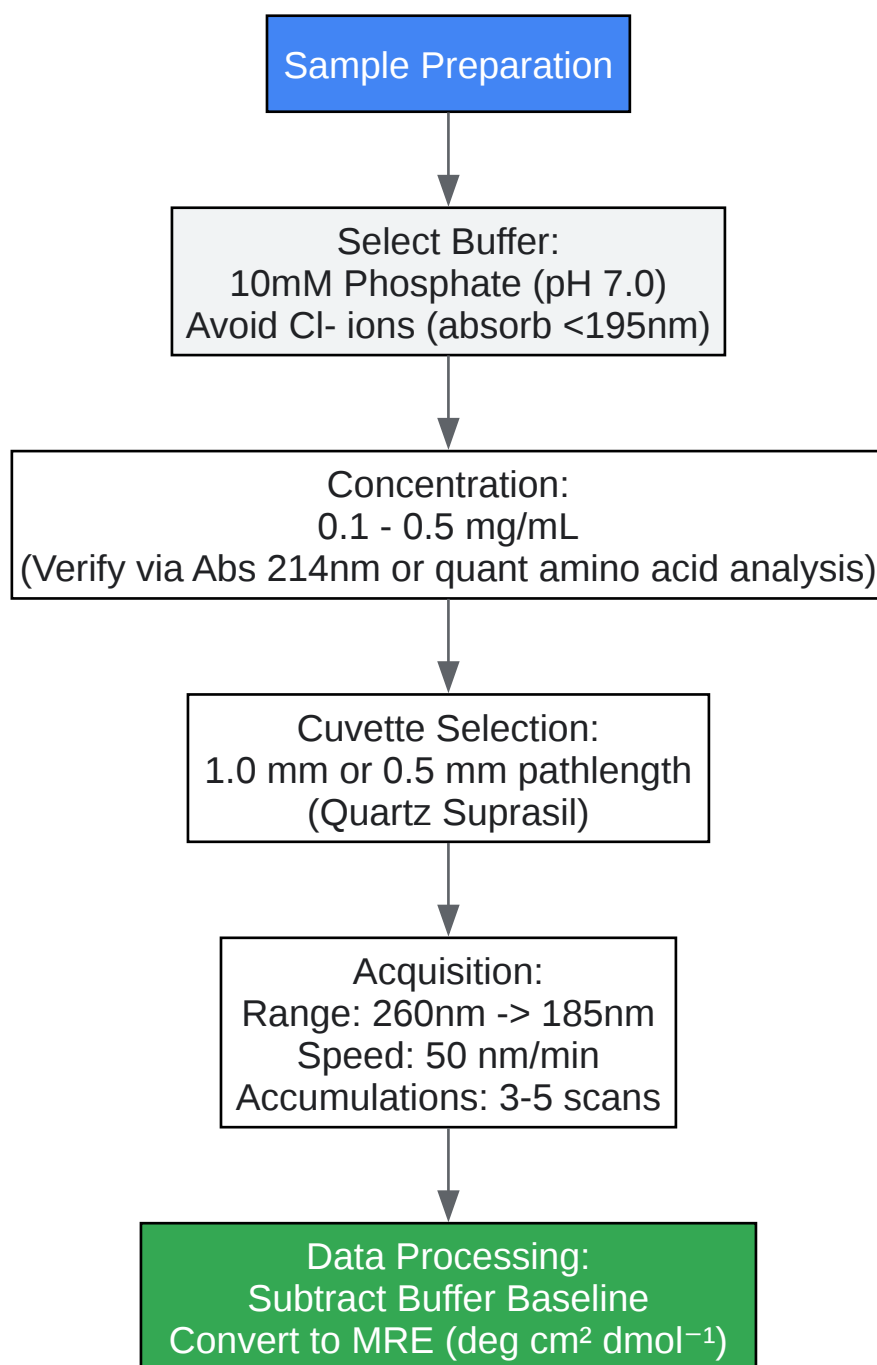 Sample Preparation
Select Buffer:
10mM Phosphate (pH 7.0)
Avoid Cl- ions (absorb <195nm)
Concentration:
0.1 - 0.5 mg/mL
(Verify via Abs 214nm or quant amino acid analysis)
Cuvette Selection:
1.0 mm or 0.5 mm pathlength
(Quartz Suprasil)
Acquisition:
Range: 260nm -> 185nm
Speed: 50 nm/min
Accumulations: 3-5 scans
Data Processing:
Subtract Buffer Baseline
Convert to MRE (deg cm² dmol⁻¹)